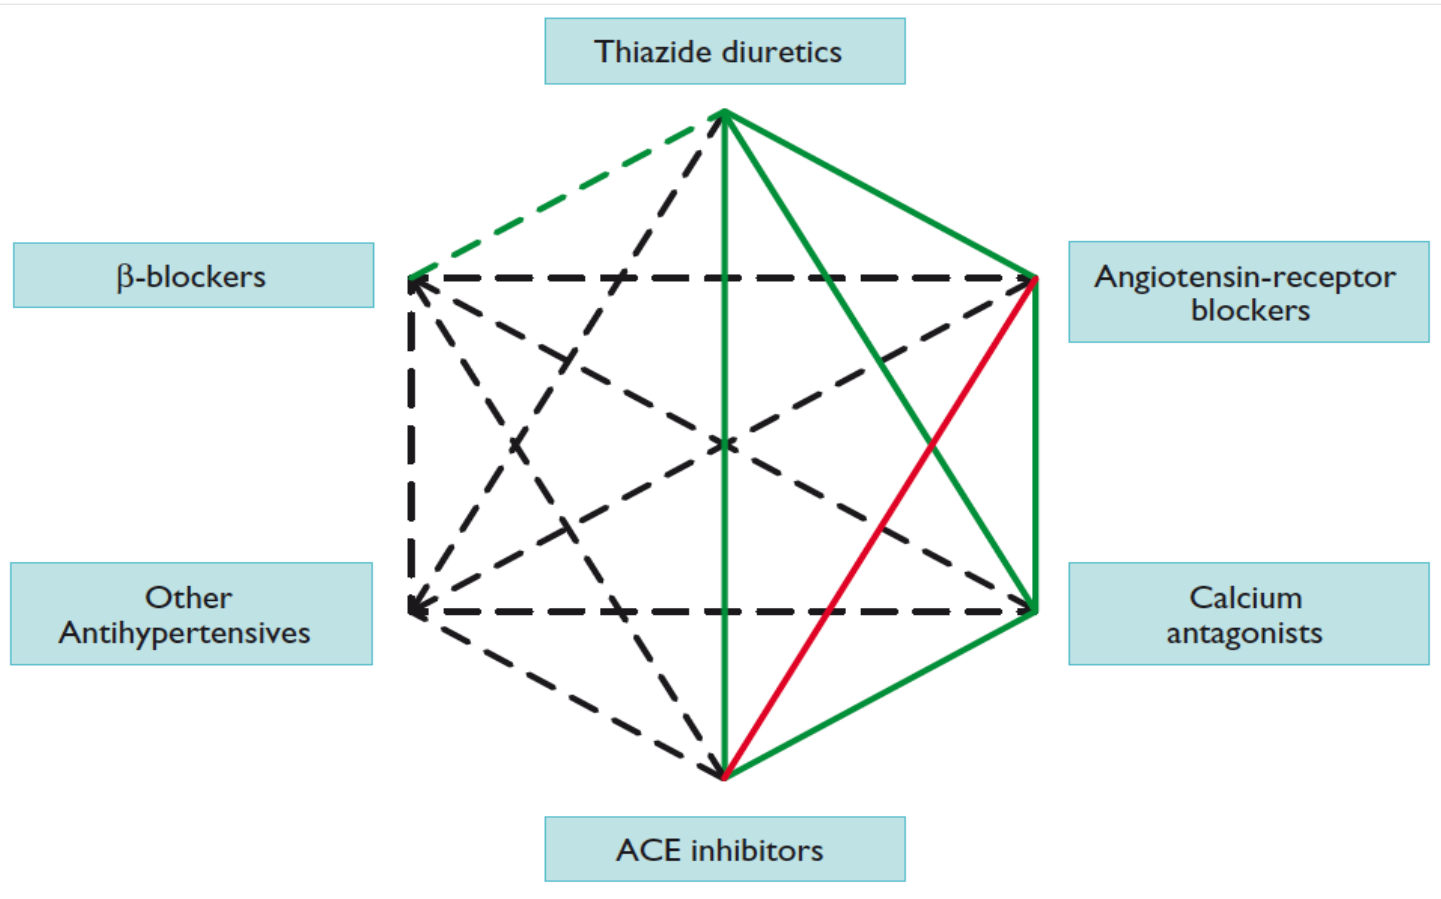 Thiazide diuretics
β-blockers
Angiotensin-receptor
blockers
Other
Antihypertensives
Calcium
antagonists
ACE inhibitors